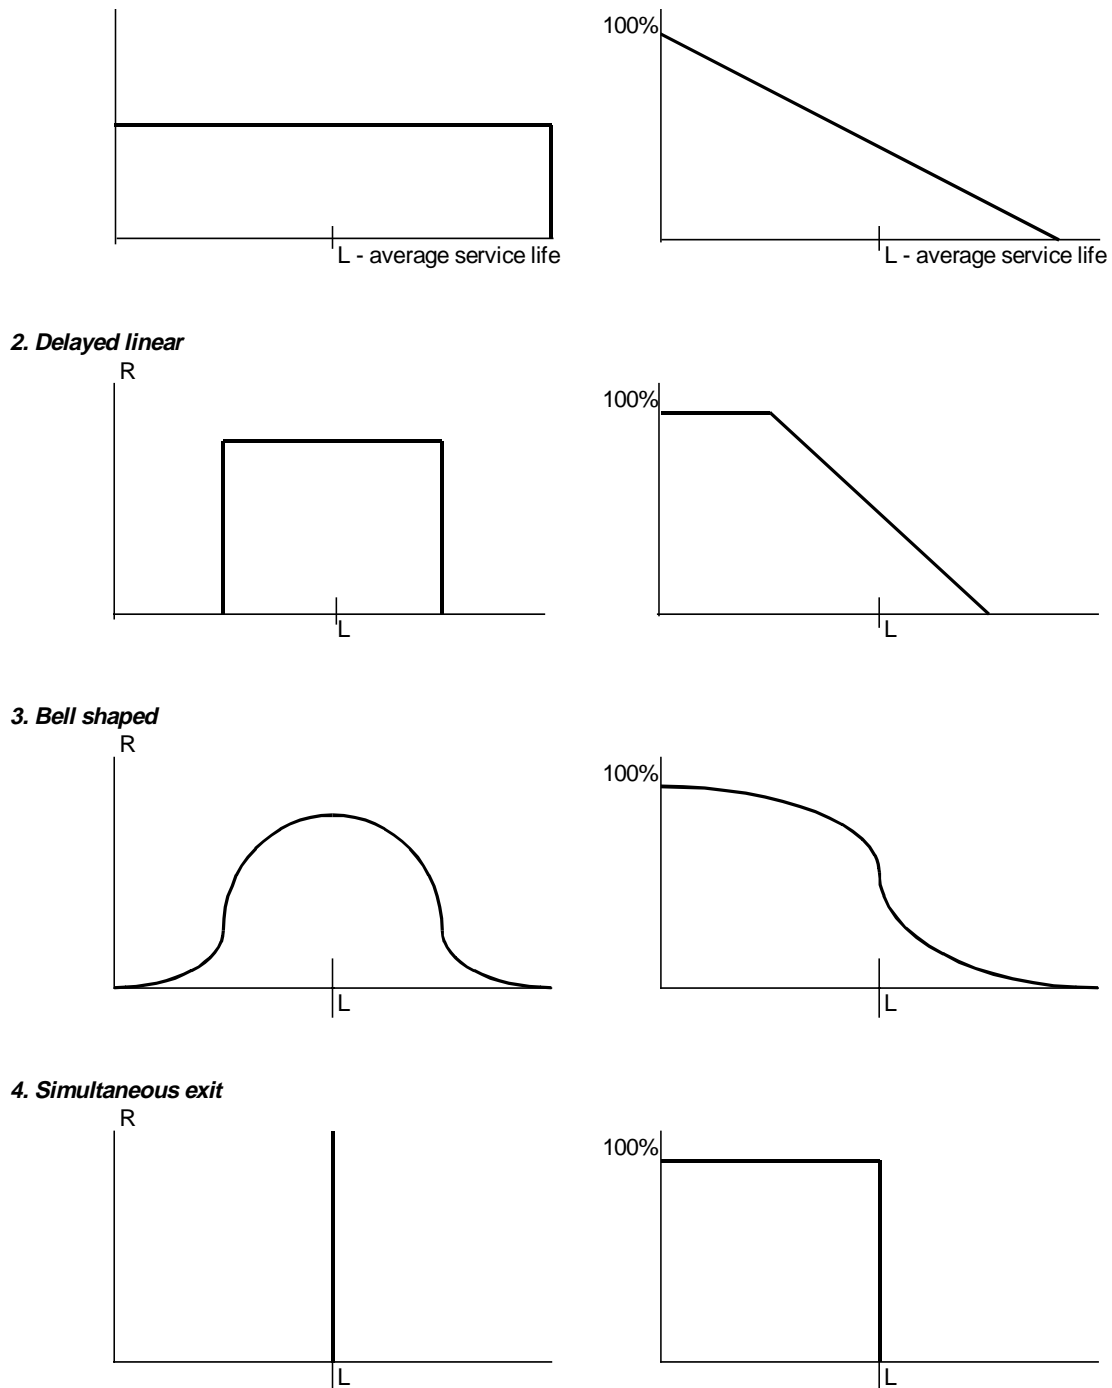 100%
L - average service life
L - average service life
2. Delayed linear
R
100%
L
L
3. Bell shaped
R
100%
L
L
4. Simultaneous exit
R
100%
L
L